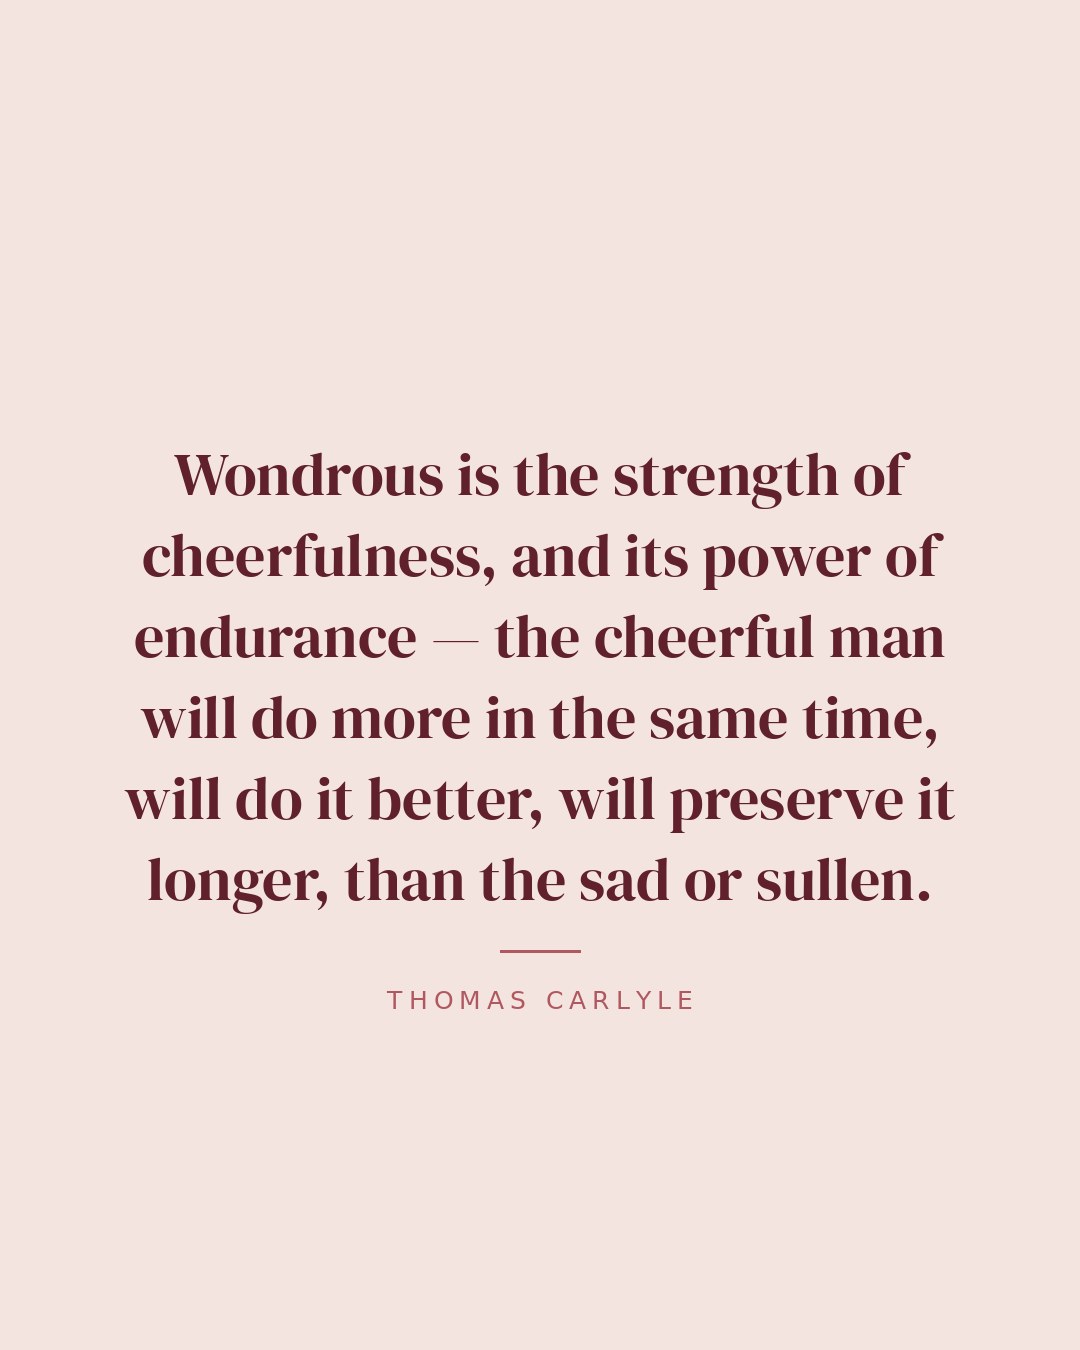 Wondrous is the strength of
cheerfulness, and its power of
endurance — the cheerful man
will do more in the same time,
will do it better, will preserve it
longer, than the sad or sullen.
THOMAS CARLYLE